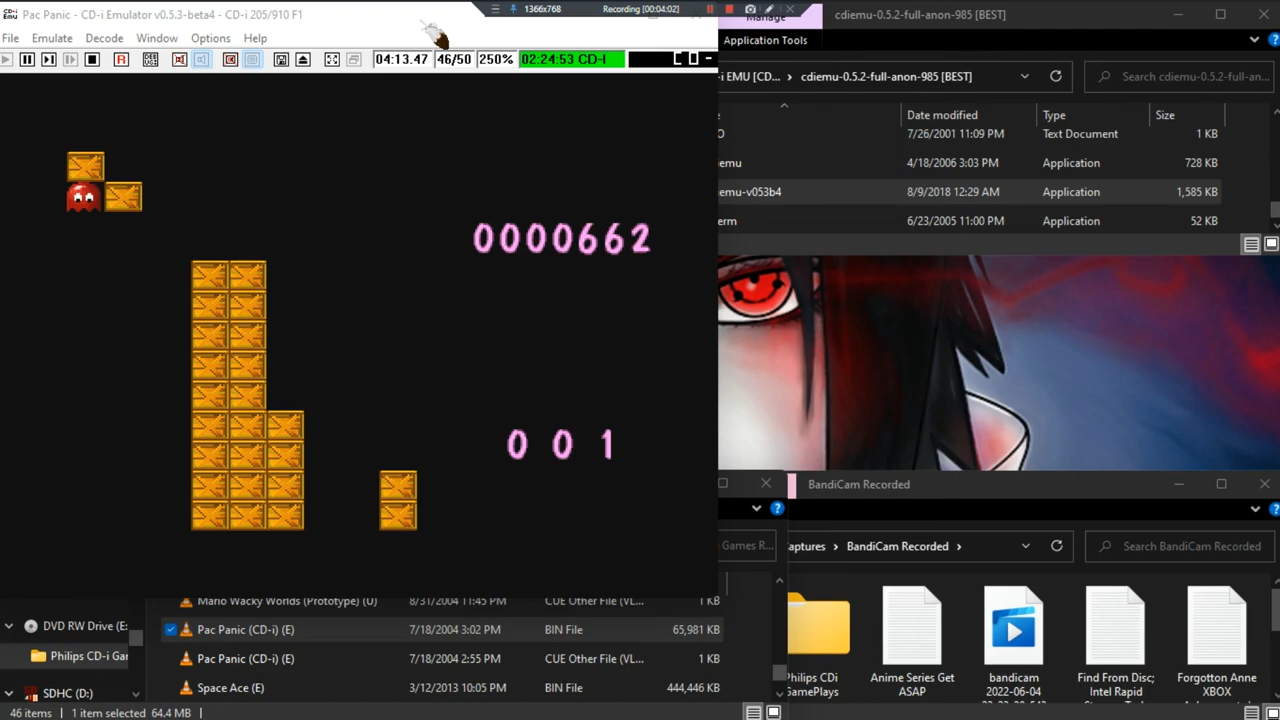 Pac Panic - CD-i Emulator v0.5.3-beta4 - CD-i 205/910 F1
File Emulate Decode Window Options Help
04:13.47 46/50 250% 02:24:53 CD-I
1366x768 Recording [00:04:02]
0000662
0 0 1
Manage
Application Tools
cdiemu-0.5.2-full-anon-985 [BEST]
-i EMU [CD... cdiemu-0.5.2-full-anon-985 [BEST] Search cdiemu-0.5.2-full-an...
Date modified Type Size
O 7/26/2001 11:09 PM Text Document 1 KB
emu 4/18/2006 3:03 PM Application 728 KB
emu-v053b4 8/9/2018 12:29 AM Application 1,585 KB
erm 6/23/2005 11:00 PM Application 52 KB
BandiCam Recorded
aptures BandiCam Recorded Search BandiCam Recorded
Games R...
Philips CDi GamePlays
Anime Series Get ASAP
bandicam 2022-06-04
Find From Disc; Intel Rapid
Forgotton Anne XBOX
DVD RW Drive (E:
Philips CD-i Gar
SDHC (D:)
Mario Wacky Worlds (Prototype) (U) 8/31/2004 11:45 PM CUE Other File (VL... 1 KB
Pac Panic (CD-i) (E) 7/18/2004 3:02 PM BIN File 65,981 KB
Pac Panic (CD-i) (E) 7/18/2004 2:55 PM CUE Other File (VL... 1 KB
Space Ace (E) 3/12/2013 10:05 PM BIN File 444,446 KB
46 items 1 item selected 64.4 MB